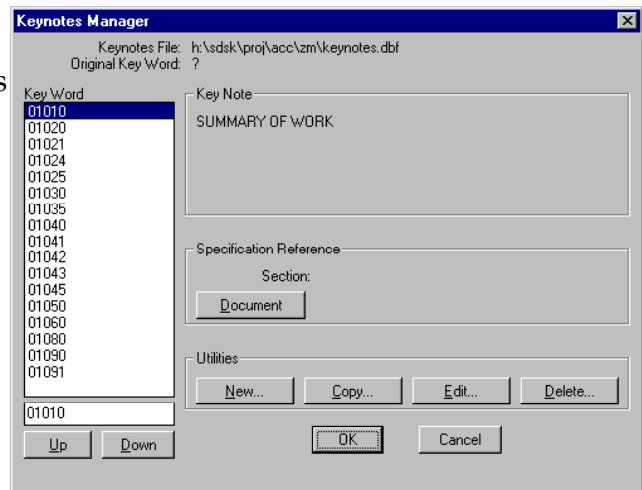 Keynotes Manager
Keynotes File: h:\sdsk\proj\acc\zm\keynotes.dbf
Original Key Word: ?
s
Key Word
01010
01020
01021
01024
01025
01030
01035
01040
01041
01042
01043
01045
01050
01060
01080
01090
01091
01010
Up Down
Key Note
SUMMARY OF WORK
Specification Reference
Section:
Document
Utilities
New... Copy... Edit... Delete...
OK Cancel